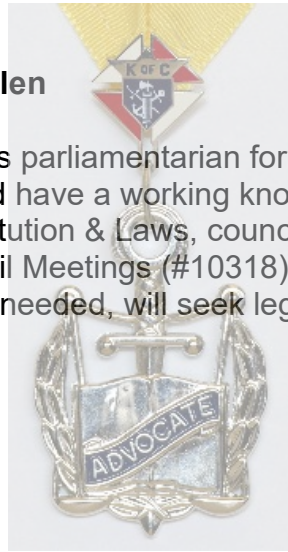 K OF C
len
s parliamentarian for
d have a working kno
tution & Laws, counc
il Meetings (#10318)
needed, will seek leg
ADVOCATE